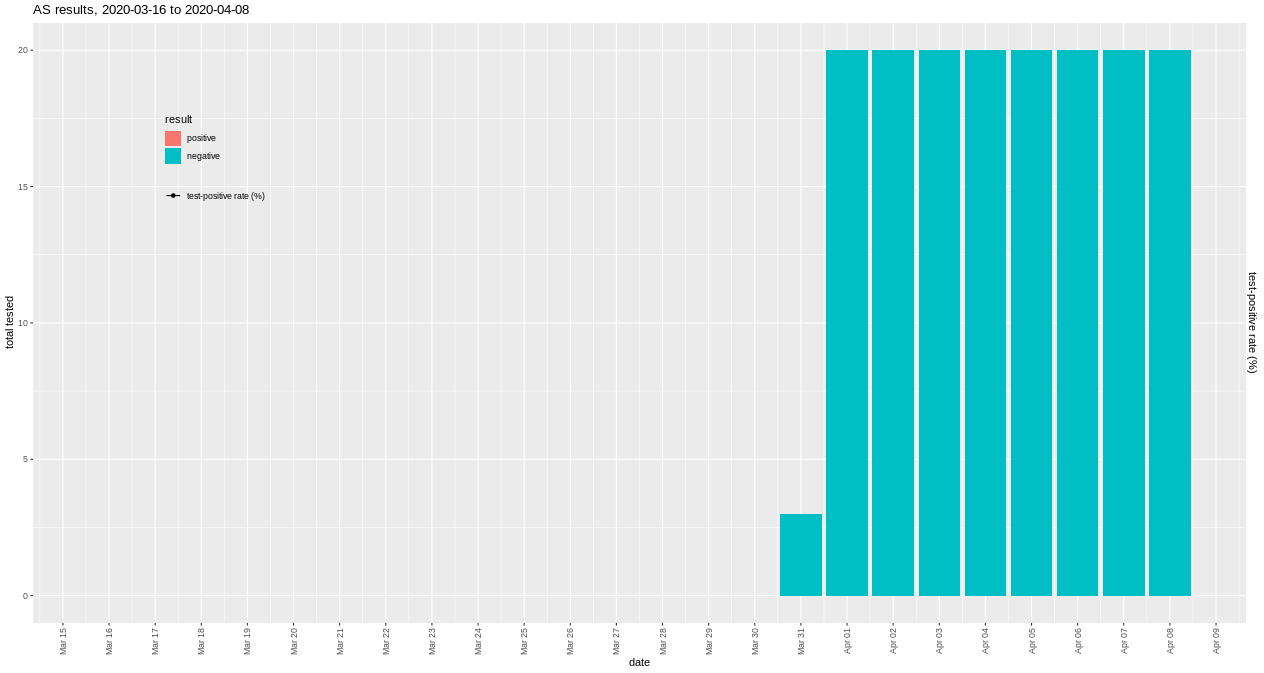 AS results, 2020-03-16 to 2020-04-08
20
15
10
5
0
total tested
result
positive
negative
test-positive rate (%)
test-positive rate (%)
Mar 15
Mar 16
Mar 17
Mar 18
Mar 19
Mar 20
Mar 21
Mar 22
Mar 23
Mar 24
Mar 25
Mar 26
Mar 27
Mar 28
Mar 29
Mar 30
Mar 31
Apr 01
Apr 02
Apr 03
Apr 04
Apr 05
Apr 06
Apr 07
Apr 08
Apr 09
date